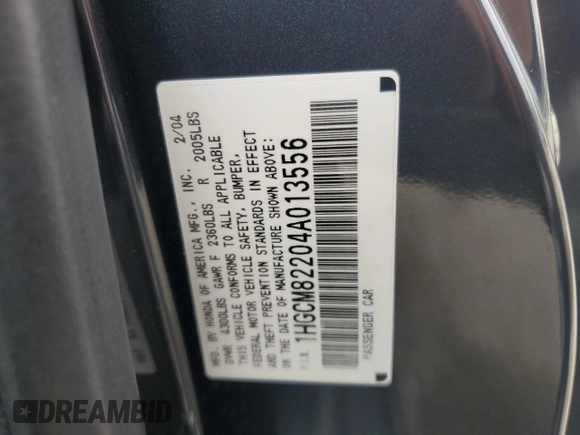 MFD. BY HONDA OF AMERICA MFG., INC. 2/04
GVWR 4300LBS GAWR F 2360LBS R 2005LBS
THIS VEHICLE CONFORMS TO ALL APPLICABLE
FEDERAL MOTOR VEHICLE SAFETY, BUMPER,
AND THEFT PREVENTION STANDARDS IN EFFECT
ON THE DATE OF MANUFACTURE SHOWN ABOVE:
V.I.N. 1HGCM82204A013556
PASSENGER CAR
DREAMBID